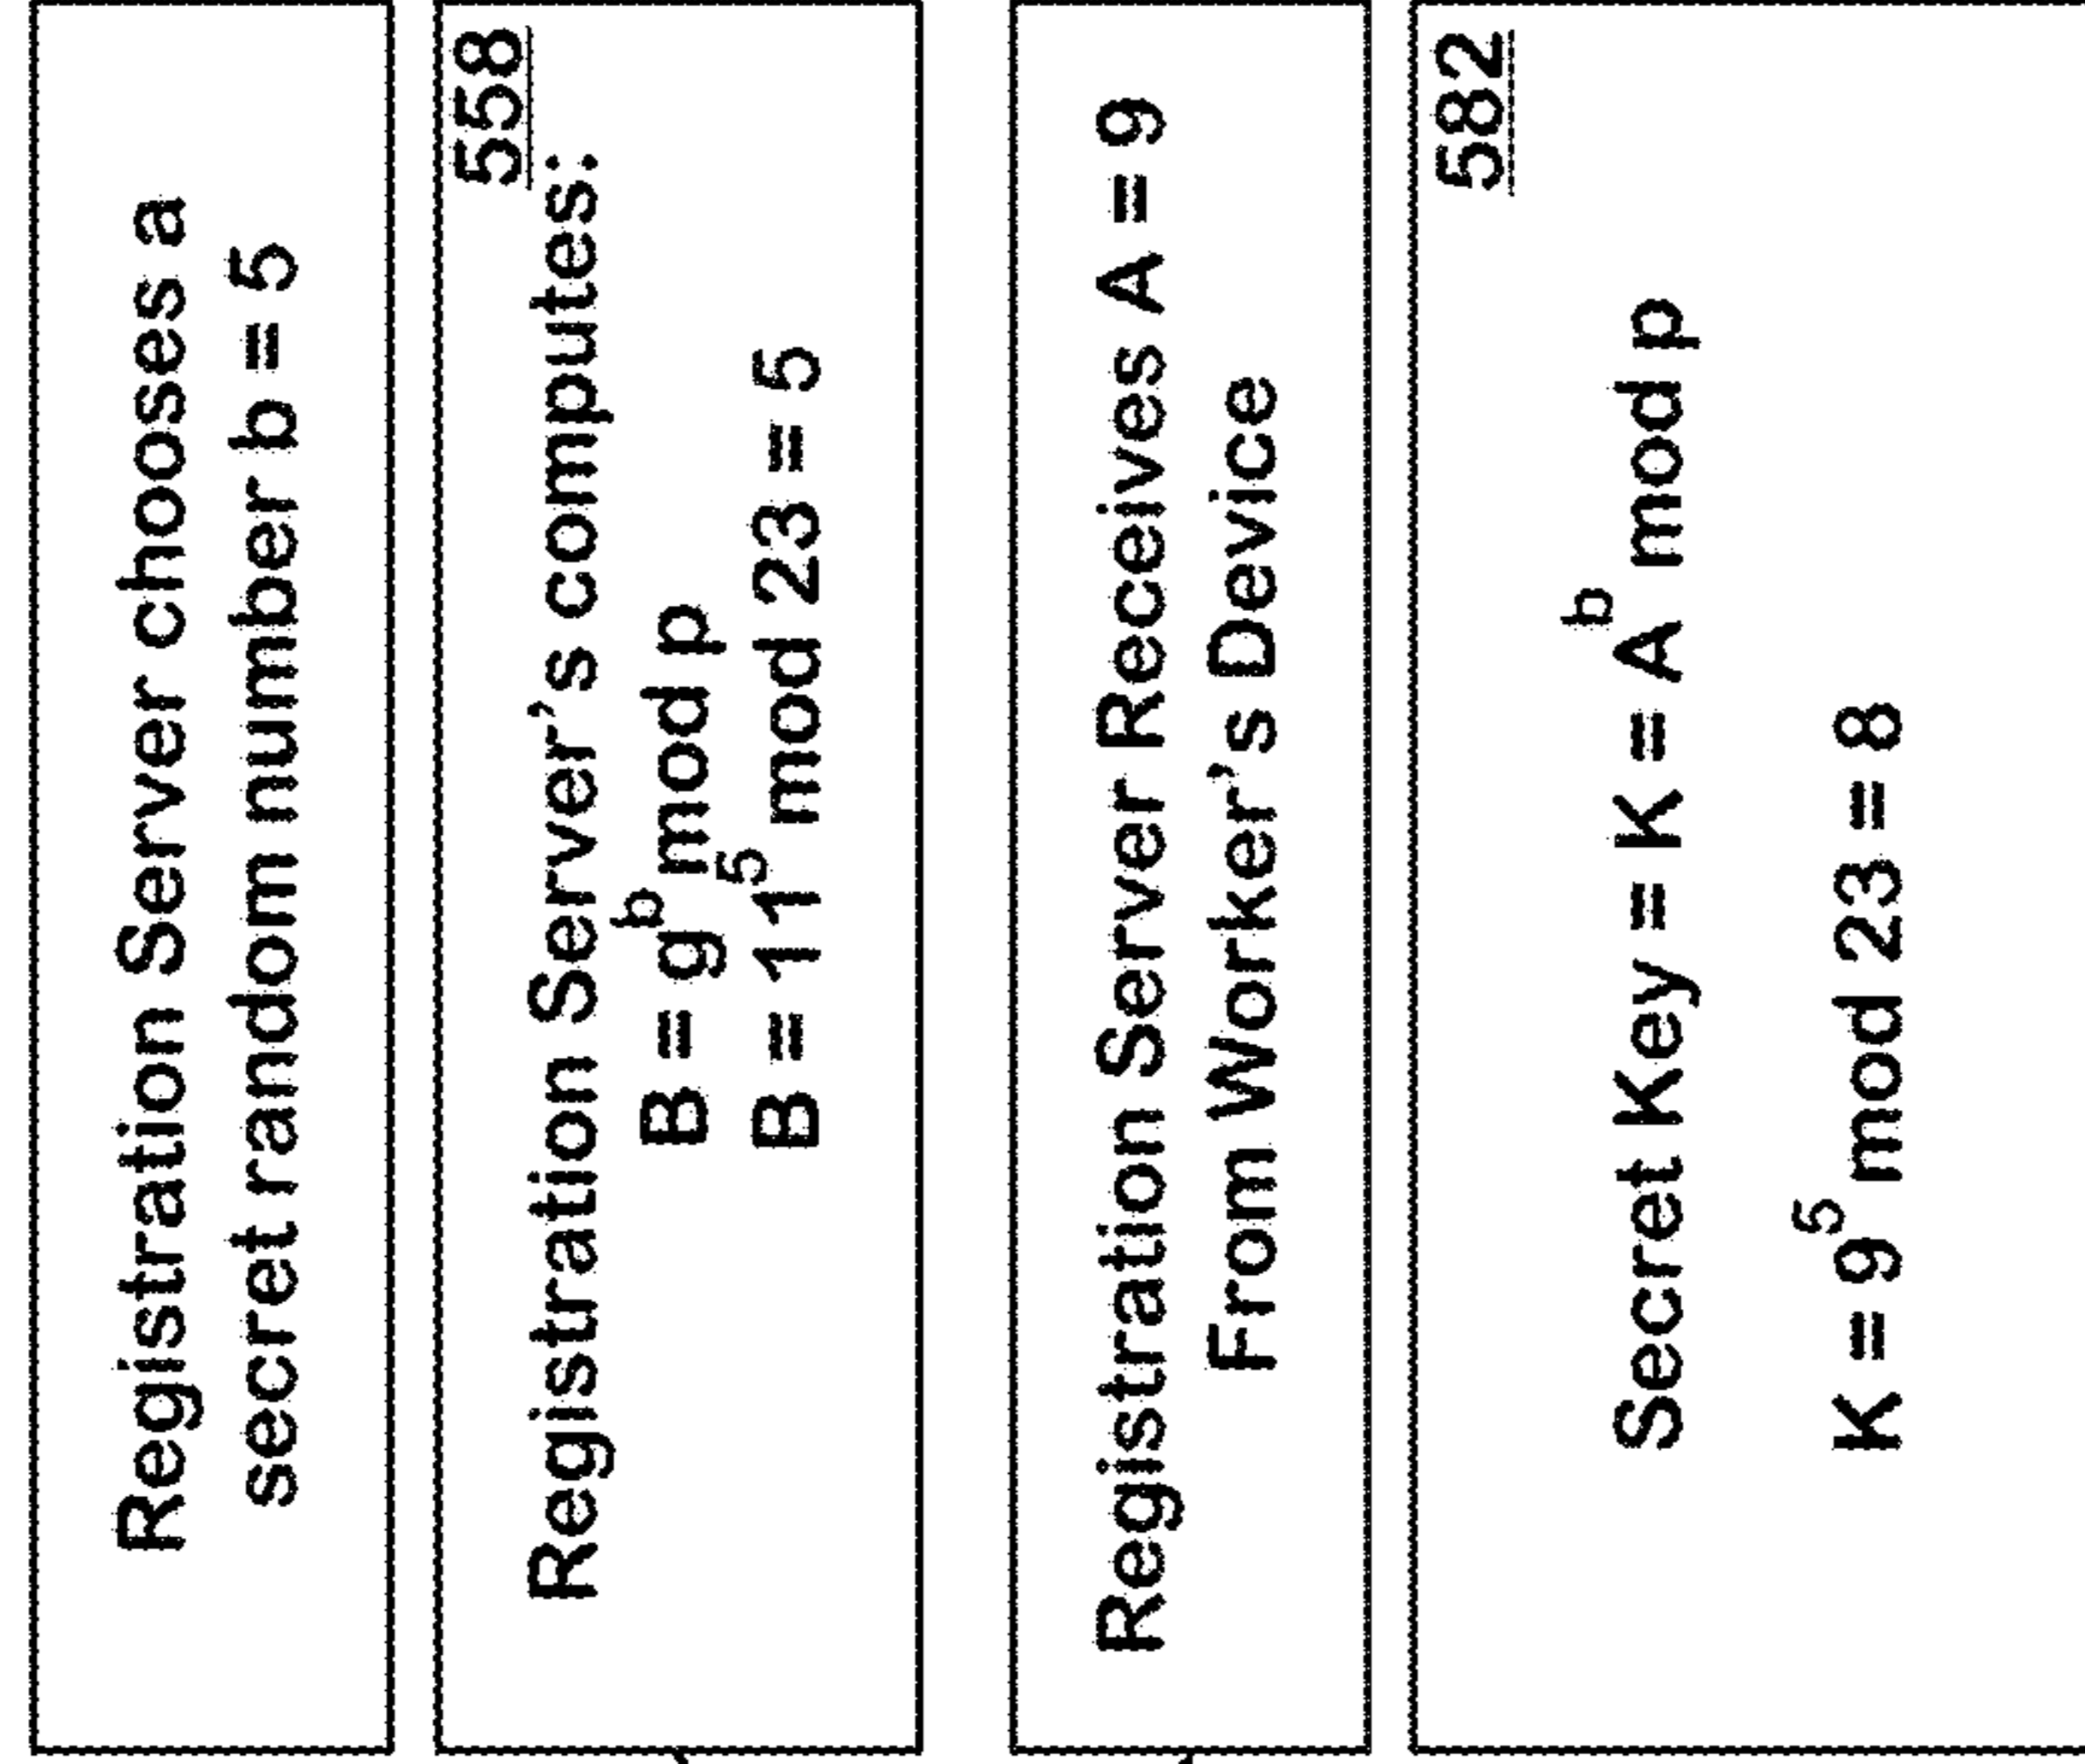 Registration Server chooses a
secret random number b = 5
558
Registration Server's computes:
B = g^b mod p
B = 11^5 mod 23 = 5
Registration Server Receives A = 9
From Worker's Device
582
Secret Key = K = A^b mod p
K = 9^5 mod 23 = 8